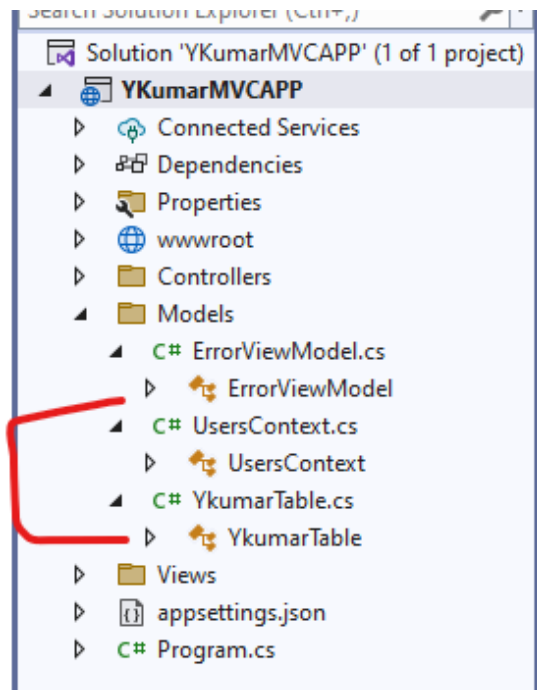 Search Solution Explorer (Ctrl+;)
Solution 'YKumarMVCAPP' (1 of 1 project)
YKumarMVCAPP
Connected Services
Dependencies
Properties
wwwroot
Controllers
Models
C# ErrorViewModel.cs
ErrorViewModel
C# UsersContext.cs
UsersContext
C# YkumarTable.cs
YkumarTable
Views
appsettings.json
C# Program.cs